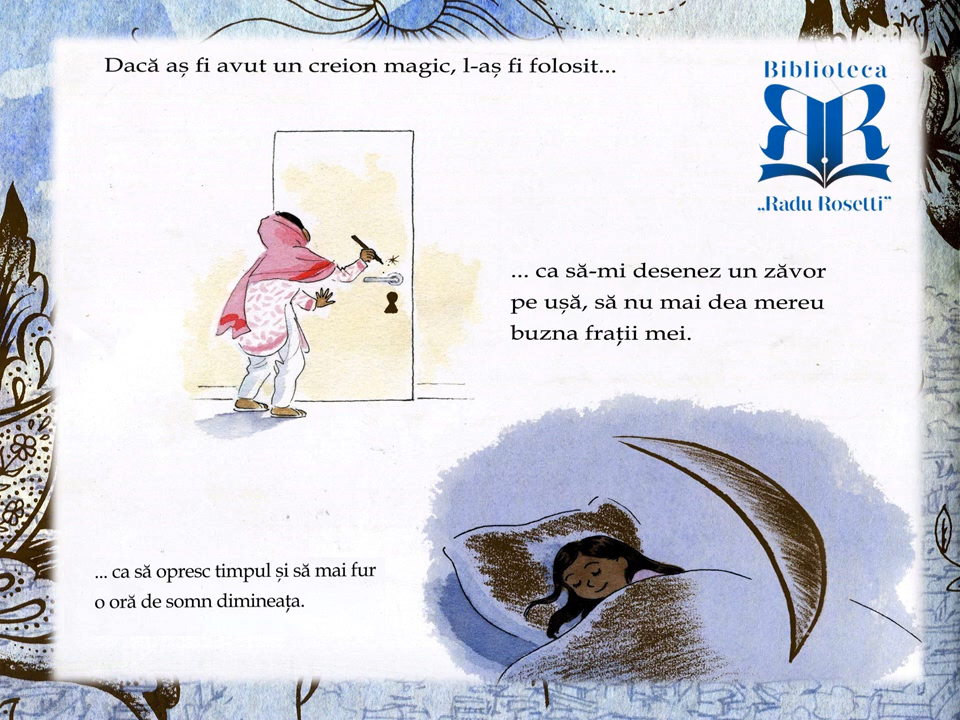 Dacă aș fi avut un creion magic, l-aș fi folosit...
Biblioteca
„Radu Rosetti”
... ca să-mi desenez un zăvor
pe ușă, să nu mai dea mereu
buzna frații mei.
... ca să opresc timpul și să mai fur
o oră de somn dimineața.